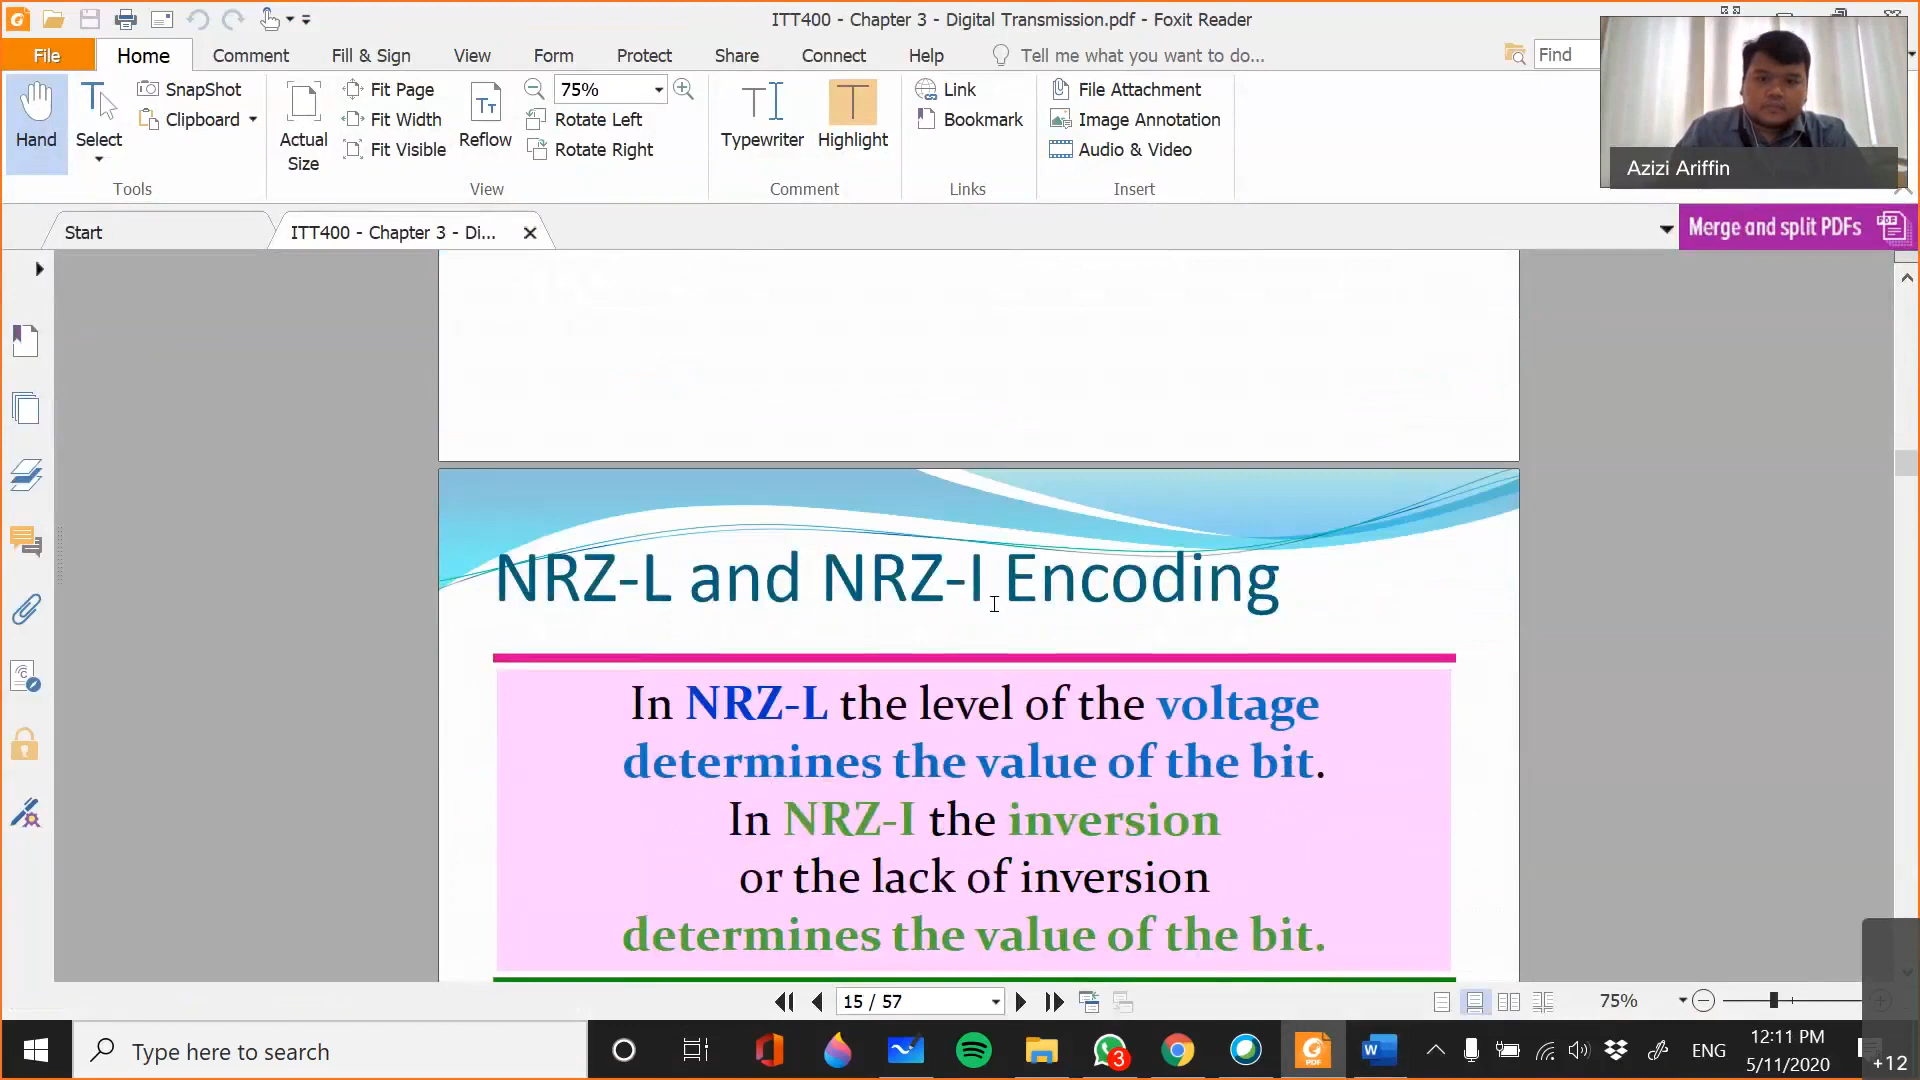 ITT400 - Chapter 3 - Digital Transmission.pdf - Foxit Reader
File Home Comment Fill & Sign View Form Protect Share Connect Help Tell me what you want to do... Find
Hand
Select
SnapShot
Clipboard
Tools
Actual Size
Fit Page
Fit Width
Fit Visible
Reflow
75%
Rotate Left
Rotate Right
View
Typewriter
Highlight
Comment
Link
Bookmark
Links
File Attachment
Image Annotation
Audio & Video
Insert
Azizi Ariffin
Start
ITT400 - Chapter 3 - Di...
Merge and split PDFs
NRZ-L and NRZ-I Encoding
In NRZ-L the level of the voltage
determines the value of the bit.
In NRZ-I the inversion
or the lack of inversion
determines the value of the bit.
15 / 57
75%
Type here to search
3
ENG
12:11 PM
5/11/2020
+12